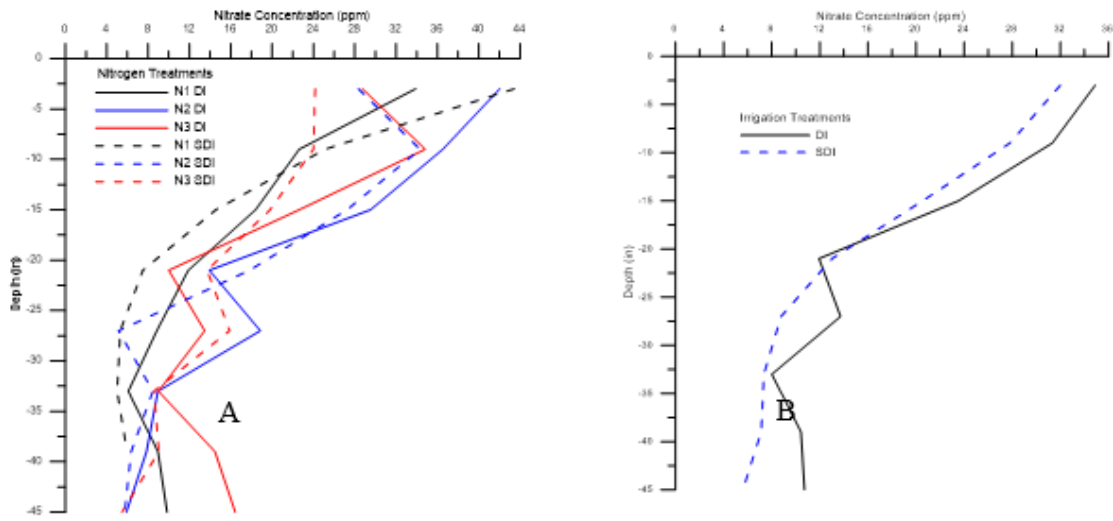 Nitrate Concentration (ppm)
0 4 8 12 16 20 24 28 32 36 40 44
0
-5
-10
-15
-20
-25
-30
-35
-40
-45
Depth (in)
Nitrogen Treatments
N1 DI
N2 DI
N3 DI
N1 SDI
N2 SDI
N3 SDI
A
Nitrate Concentration (ppm)
0 4 8 12 16 20 24 28 32 36
0
-5
-10
-15
-20
-25
-30
-35
-40
-45
Depth (in)
Irrigation Treatments
DI
SDI
B